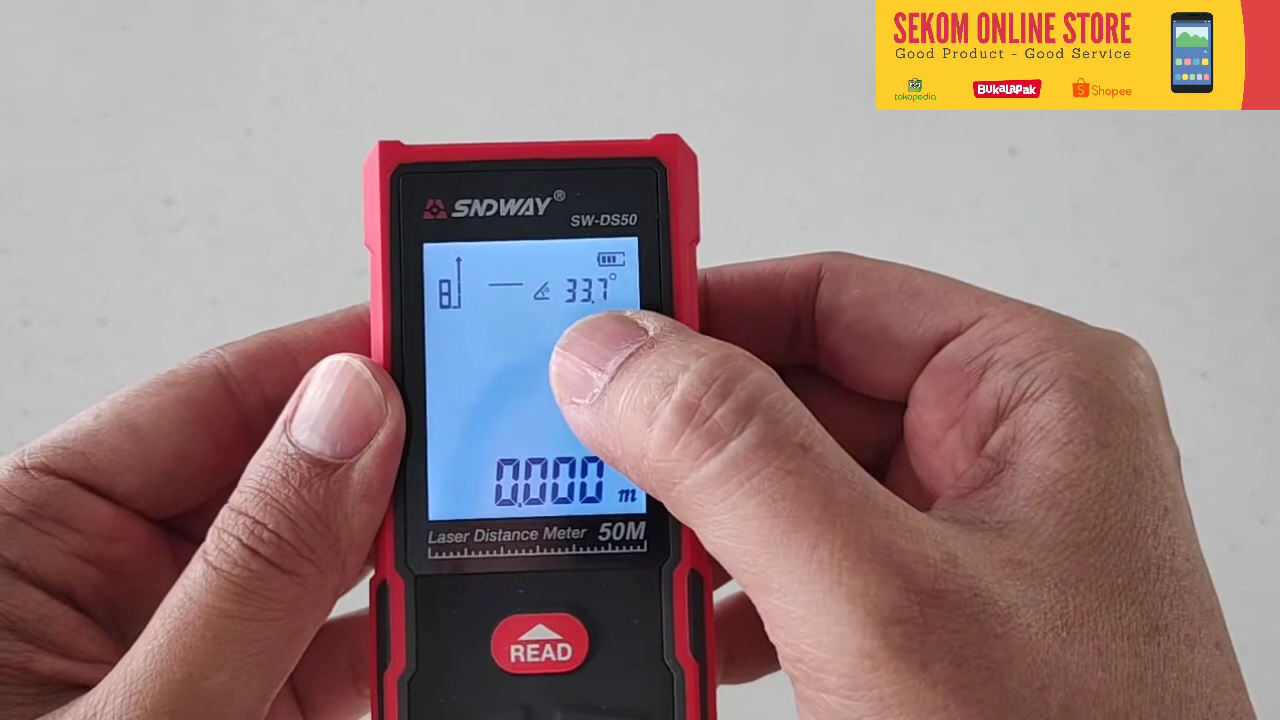 SEKOM ONLINE STORE
Good Product - Good Service
tokopedia
BukaLapak
Shopee
SNDWAY®
SW-DS50
33.7°
0.000 m
Laser Distance Meter 50M
READ